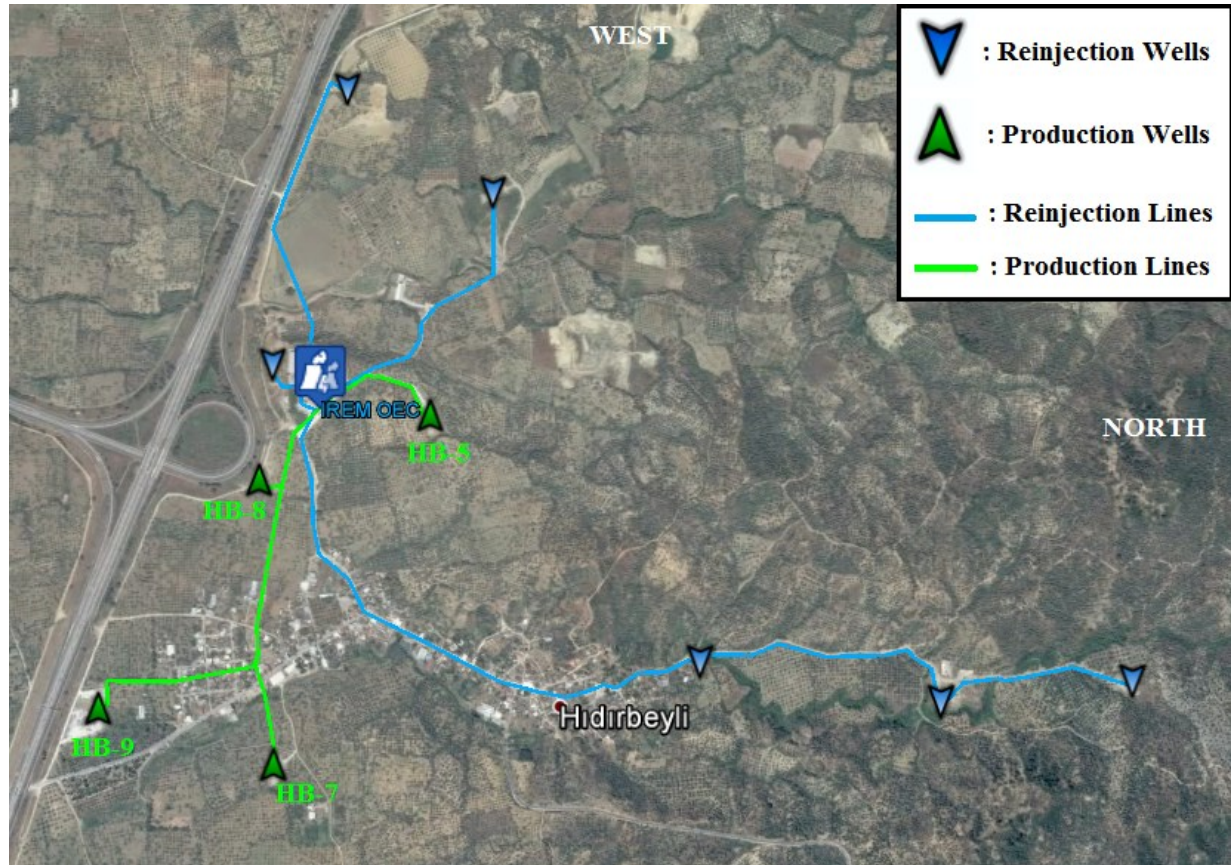 WEST
: Reinjection Wells
: Production Wells
: Reinjection Lines
: Production Lines
IREM OEC
NORTH
HB-5
HB-8
Hıdırbeyli
HB-9
HB-7